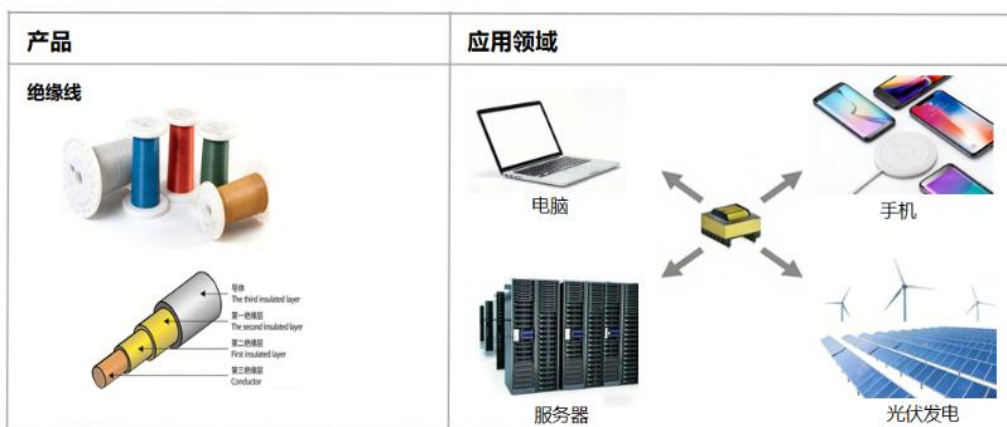 产品
应用领域
绝缘线
导体
The third insulated layer
第一绝缘层
The second insulated layer
第二绝缘层
First insulated layer
第三绝缘层
Conductor
电脑
手机
服务器
光伏发电